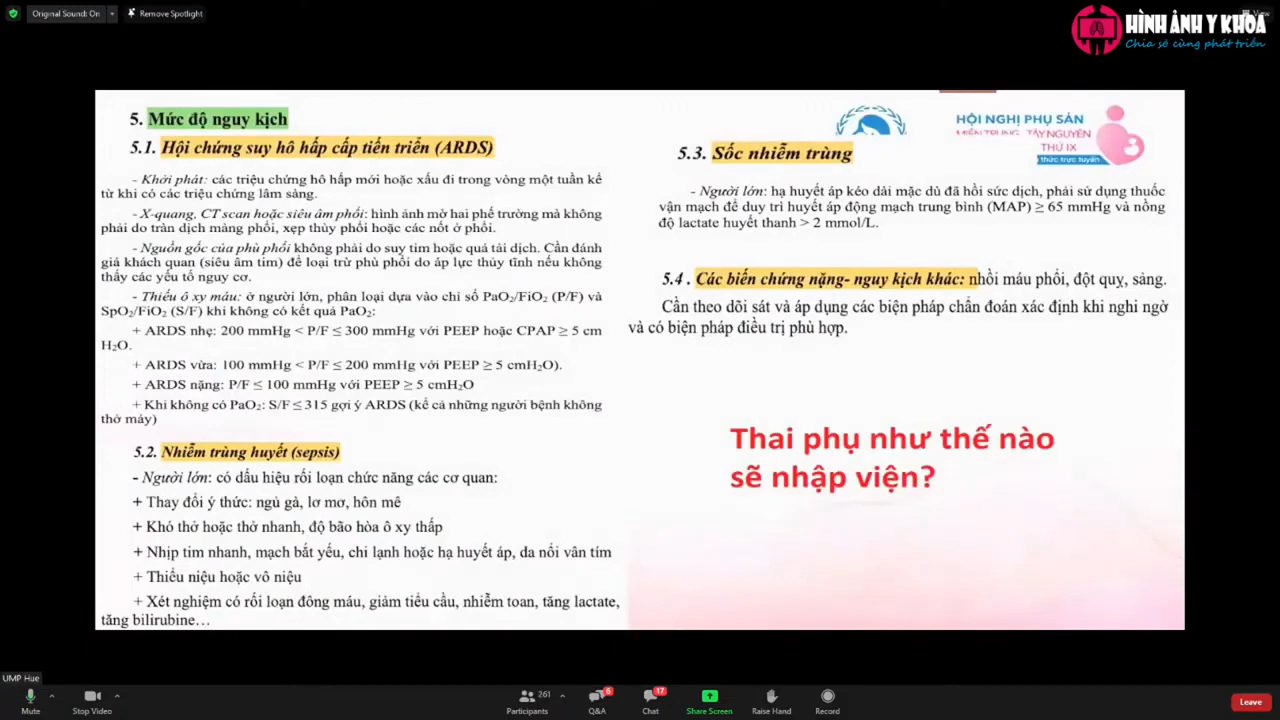 Original Sound: On
Remove Spotlight
View
HÌNH ẢNH Y KHOA
Chia sẻ cùng phát triển
5. Mức độ nguy kịch
5.1. Hội chứng suy hô hấp cấp tiến triển (ARDS)
- Khởi phát: các triệu chứng hô hấp mới hoặc xấu đi trong vòng một tuần kể
từ khi có các triệu chứng lâm sàng.
- X-quang, CT scan hoặc siêu âm phổi: hình ảnh mờ hai phế trường mà không
phải do tràn dịch màng phổi, xẹp thùy phổi hoặc các nốt ở phổi.
- Nguồn gốc của phù phổi không phải do suy tim hoặc quá tải dịch. Cần đánh
giá khách quan (siêu âm tim) để loại trừ phù phổi do áp lực thủy tĩnh nếu không
thấy các yếu tố nguy cơ.
- Thiếu ô xy máu: ở người lớn, phân loại dựa vào chỉ số PaO₂/FiO₂ (P/F) và
SpO₂/FiO₂ (S/F) khi không có kết quả PaO₂:
+ ARDS nhẹ: 200 mmHg < P/F ≤ 300 mmHg với PEEP hoặc CPAP ≥ 5 cm
H₂O.
+ ARDS vừa: 100 mmHg < P/F ≤ 200 mmHg với PEEP ≥ 5 cmH₂O).
+ ARDS nặng: P/F ≤ 100 mmHg với PEEP ≥ 5 cmH₂O
+ Khi không có PaO₂: S/F ≤ 315 gợi ý ARDS (kể cả những người bệnh không
thở máy)
5.2. Nhiễm trùng huyết (sepsis)
- Người lớn: có dấu hiệu rối loạn chức năng các cơ quan:
+ Thay đổi ý thức: ngủ gà, lơ mơ, hôn mê
+ Khó thở hoặc thở nhanh, độ bão hòa ô xy thấp
+ Nhịp tim nhanh, mạch bắt yếu, chi lạnh hoặc hạ huyết áp, da nổi vân tím
+ Thiểu niệu hoặc vô niệu
+ Xét nghiệm có rối loạn đông máu, giảm tiểu cầu, nhiễm toan, tăng lactate,
tăng bilirubine…
HỘI NGHỊ PHỤ SẢN
TÂY NGUYÊN
THỨ IX
thức trực tuyến
5.3. Sốc nhiễm trùng
- Người lớn: hạ huyết áp kéo dài mặc dù đã hồi sức dịch, phải sử dụng thuốc
vận mạch để duy trì huyết áp động mạch trung bình (MAP) ≥ 65 mmHg và nồng
độ lactate huyết thanh > 2 mmol/L.
5.4 . Các biến chứng nặng- nguy kịch khác: nhồi máu phổi, đột quỵ, sảng.
Cần theo dõi sát và áp dụng các biện pháp chẩn đoán xác định khi nghi ngờ
và có biện pháp điều trị phù hợp.
Thai phụ như thế nào
sẽ nhập viện?
UMP Hue
Mute
Stop Video
261
Participants
6
Q&A
17
Chat
Share Screen
Raise Hand
Record
Leave